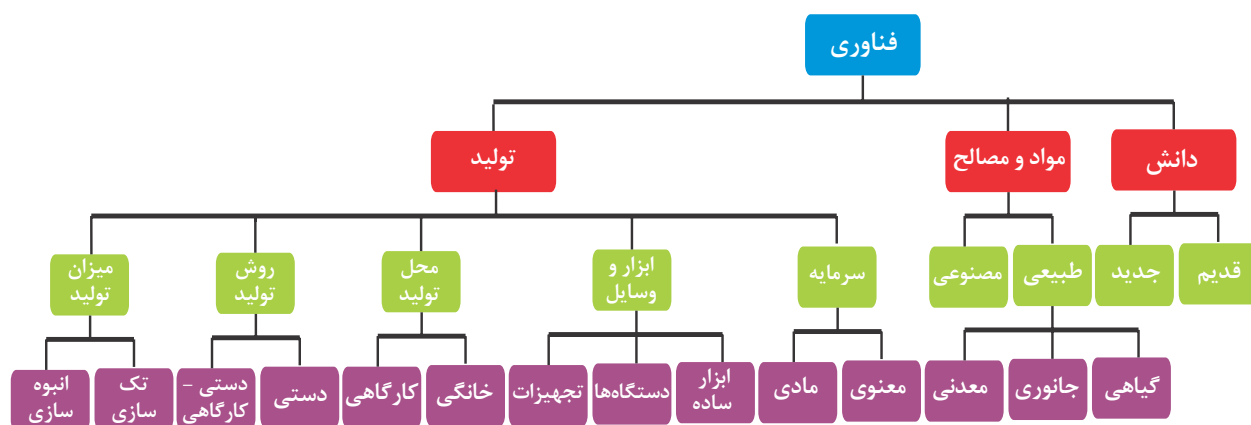 فناوری
دانش
مواد و مصالح
تولید
قدیم
جدید
طبیعی
مصنوعی
سرمایه
ابزار و
وسایل
محل
تولید
روش
تولید
میزان
تولید
گیاهی
جانوری
معدنی
معنوی
مادی
ابزار
ساده
دستگاه‌ها
تجهیزات
خانگی
کارگاهی
دستی
دستی –
کارگاهی
تک
سازی
انبوه
سازی